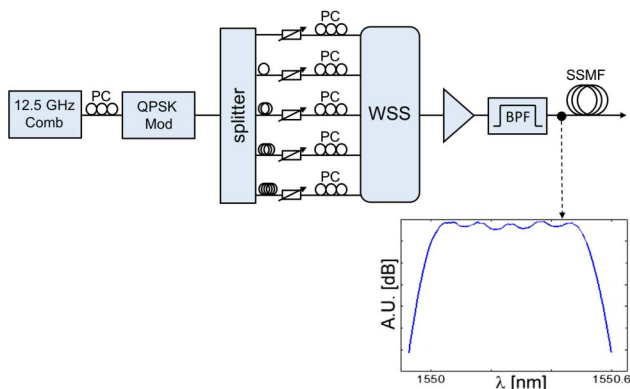 PC
PC
PC
PC
PC
PC
SSMF
12.5 GHz
Comb
QPSK
Mod
splitter
WSS
BPF
A.U. [dB]
1550
λ [nm]
1550.6